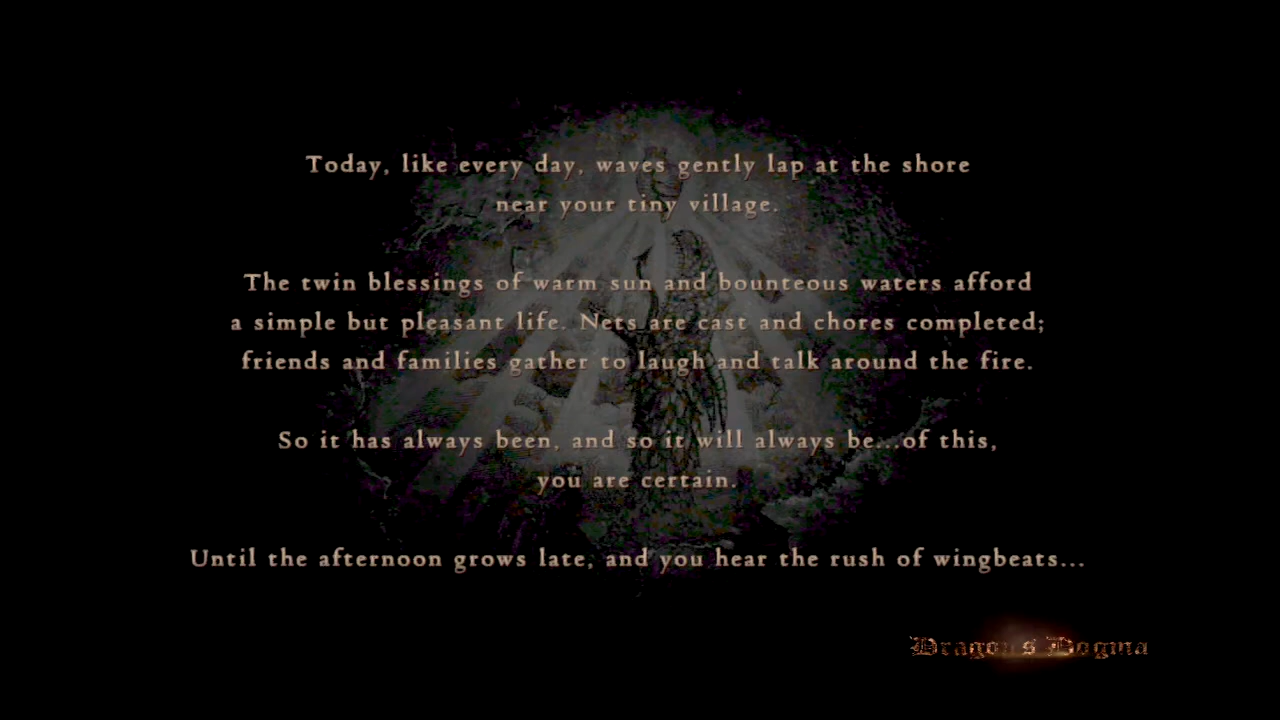 Today, like every day, waves gently lap at the shore
near your tiny village.
The twin blessings of warm sun and bounteous waters afford
a simple but pleasant life. Nets are cast and chores completed;
friends and families gather to laugh and talk around the fire.
So it has always been, and so it will always be...of this,
you are certain.
Until the afternoon grows late, and you hear the rush of wingbeats...
Dragon's Dogma